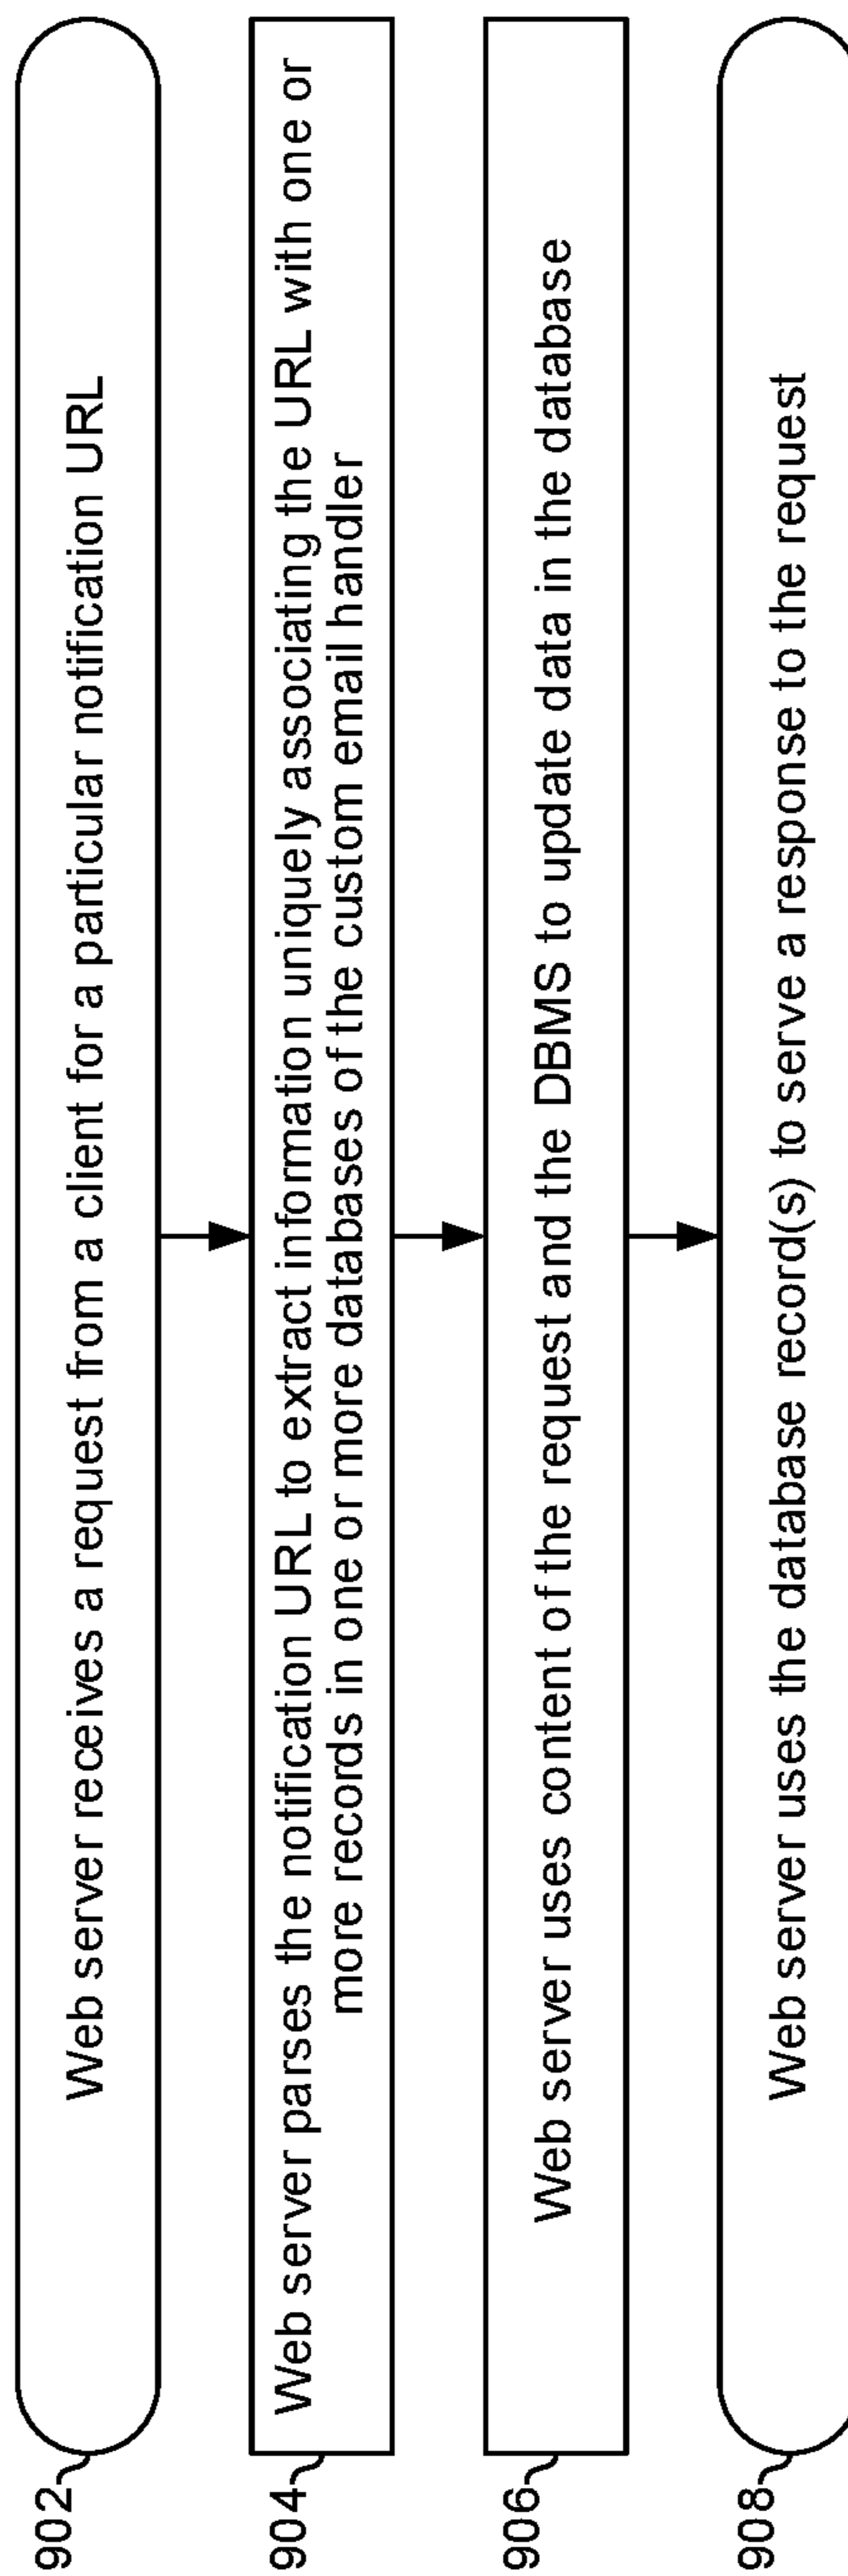 902
Web server receives a request from a client for a particular notification URL
904
Web server parses the notification URL to extract information uniquely associating the URL with one or
more records in one or more databases of the custom email handler
906
Web server uses content of the request and the DBMS to update data in the database
908
Web server uses the database record(s) to serve a response to the request